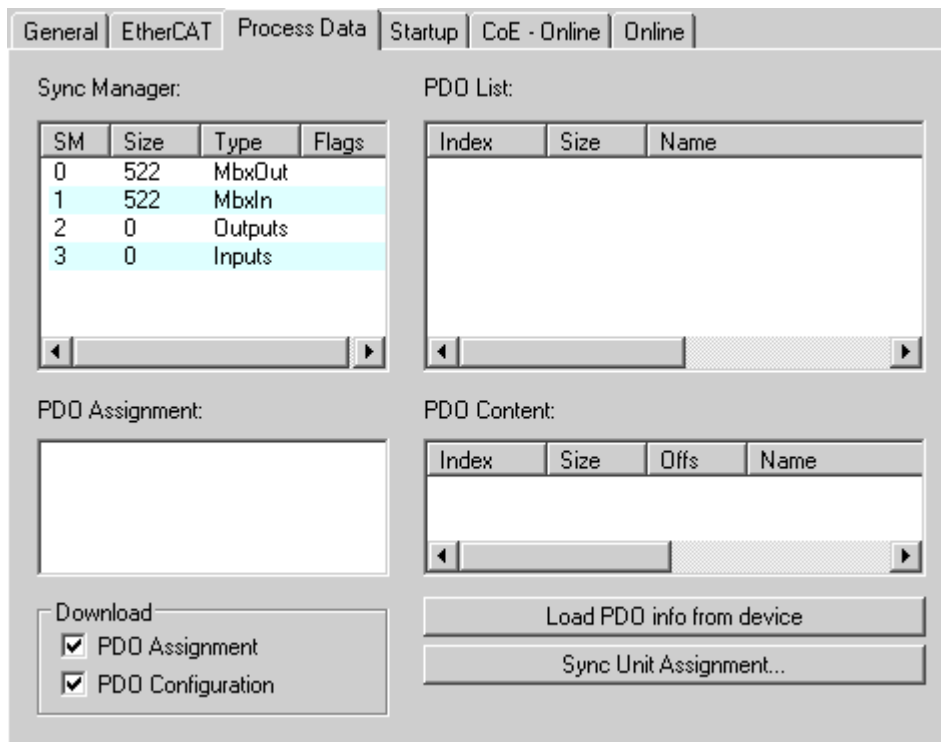 General EtherCAT Process Data Startup CoE - Online Online
Sync Manager:
SM Size Type Flags
0 522 MbxOut
1 522 MbxIn
2 0 Outputs
3 0 Inputs
PDO List:
Index Size Name
PDO Assignment:
PDO Content:
Index Size Offs Name
Download
PDO Assignment
PDO Configuration
Load PDO info from device
Sync Unit Assignment...